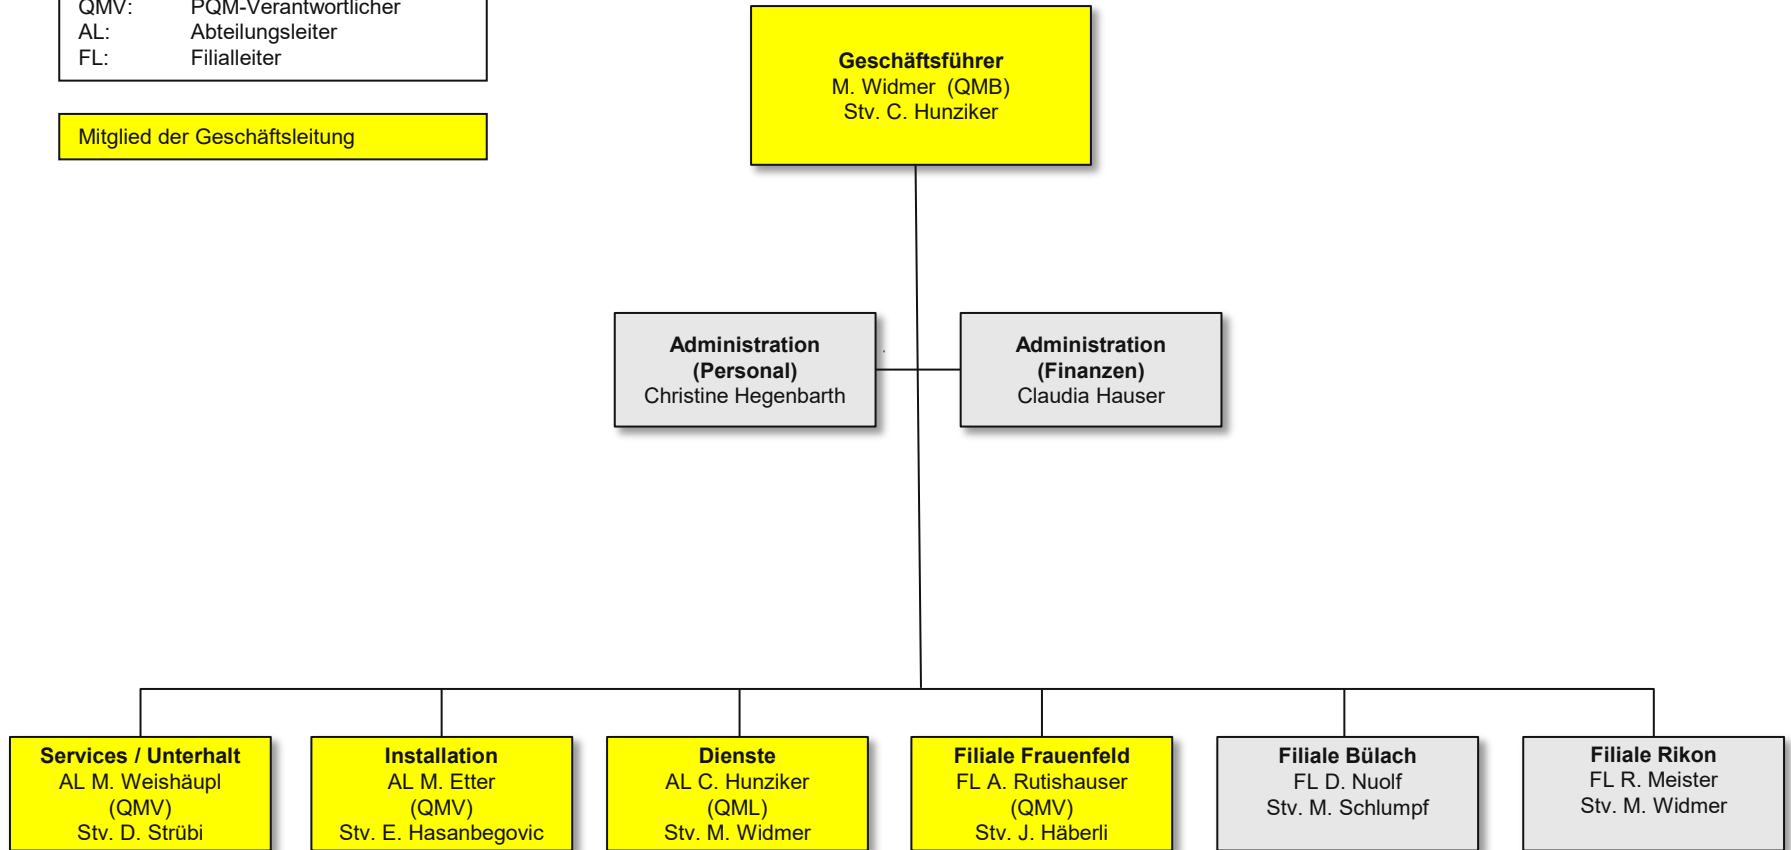 QMV: PQM-Verantwortlicher
AL: Abteilungsleiter
FL: Filialleiter
Mitglied der Geschäftsleitung
Geschäftsführer
M. Widmer (QMB)
Stv. C. Hunziker
Administration
(Personal)
Christine Hegenbarth
Administration
(Finanzen)
Claudia Hauser
Services / Unterhalt
AL M. Weishäupl
(QMV)
Stv. D. Strübi
Installation
AL M. Etter
(QMV)
Stv. E. Hasanbegovic
Dienste
AL C. Hunziker
(QML)
Stv. M. Widmer
Filiale Frauenfeld
FL A. Rutishauser
(QMV)
Stv. J. Häberli
Filiale Bülach
FL D. Nuolf
Stv. M. Schlumpf
Filiale Rikon
FL R. Meister
Stv. M. Widmer